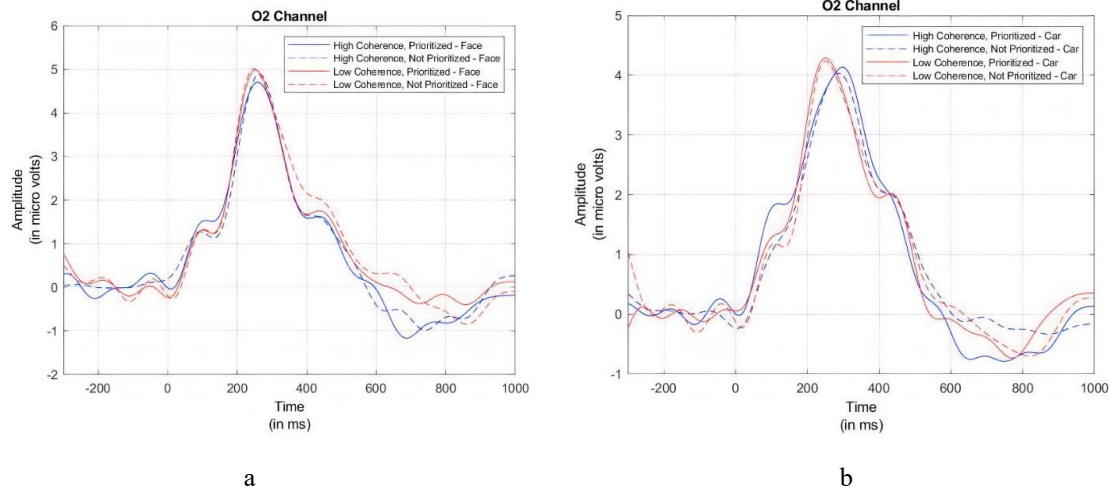 O2 Channel
High Coherence, Prioritized - Face
High Coherence, Not Prioritized - Face
Low Coherence, Prioritized - Face
Low Coherence, Not Prioritized - Face
Amplitude
(in micro volts)
6
5
4
3
2
1
0
-1
-2
-200
0
200
400
600
800
1000
Time
(in ms)
a
O2 Channel
High Coherence, Prioritized - Car
High Coherence, Not Prioritized - Car
Low Coherence, Prioritized - Car
Low Coherence, Not Prioritized - Car
Amplitude
(in micro volts)
5
4
3
2
1
0
-1
-200
0
200
400
600
800
1000
Time
(in ms)
b